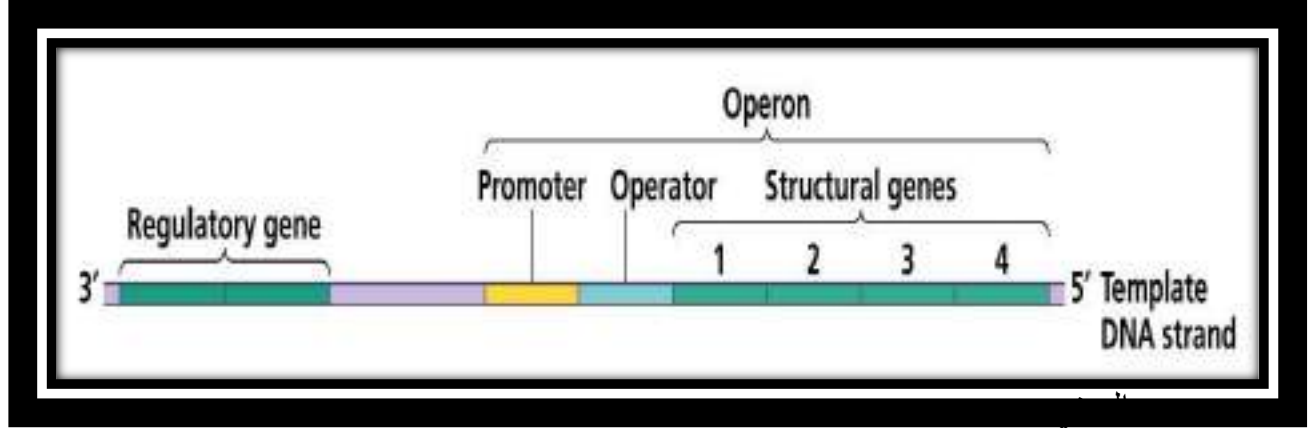 Operon
Promoter Operator Structural genes
Regulatory gene
1 2 3 4
3′ 5′ Template
DNA strand